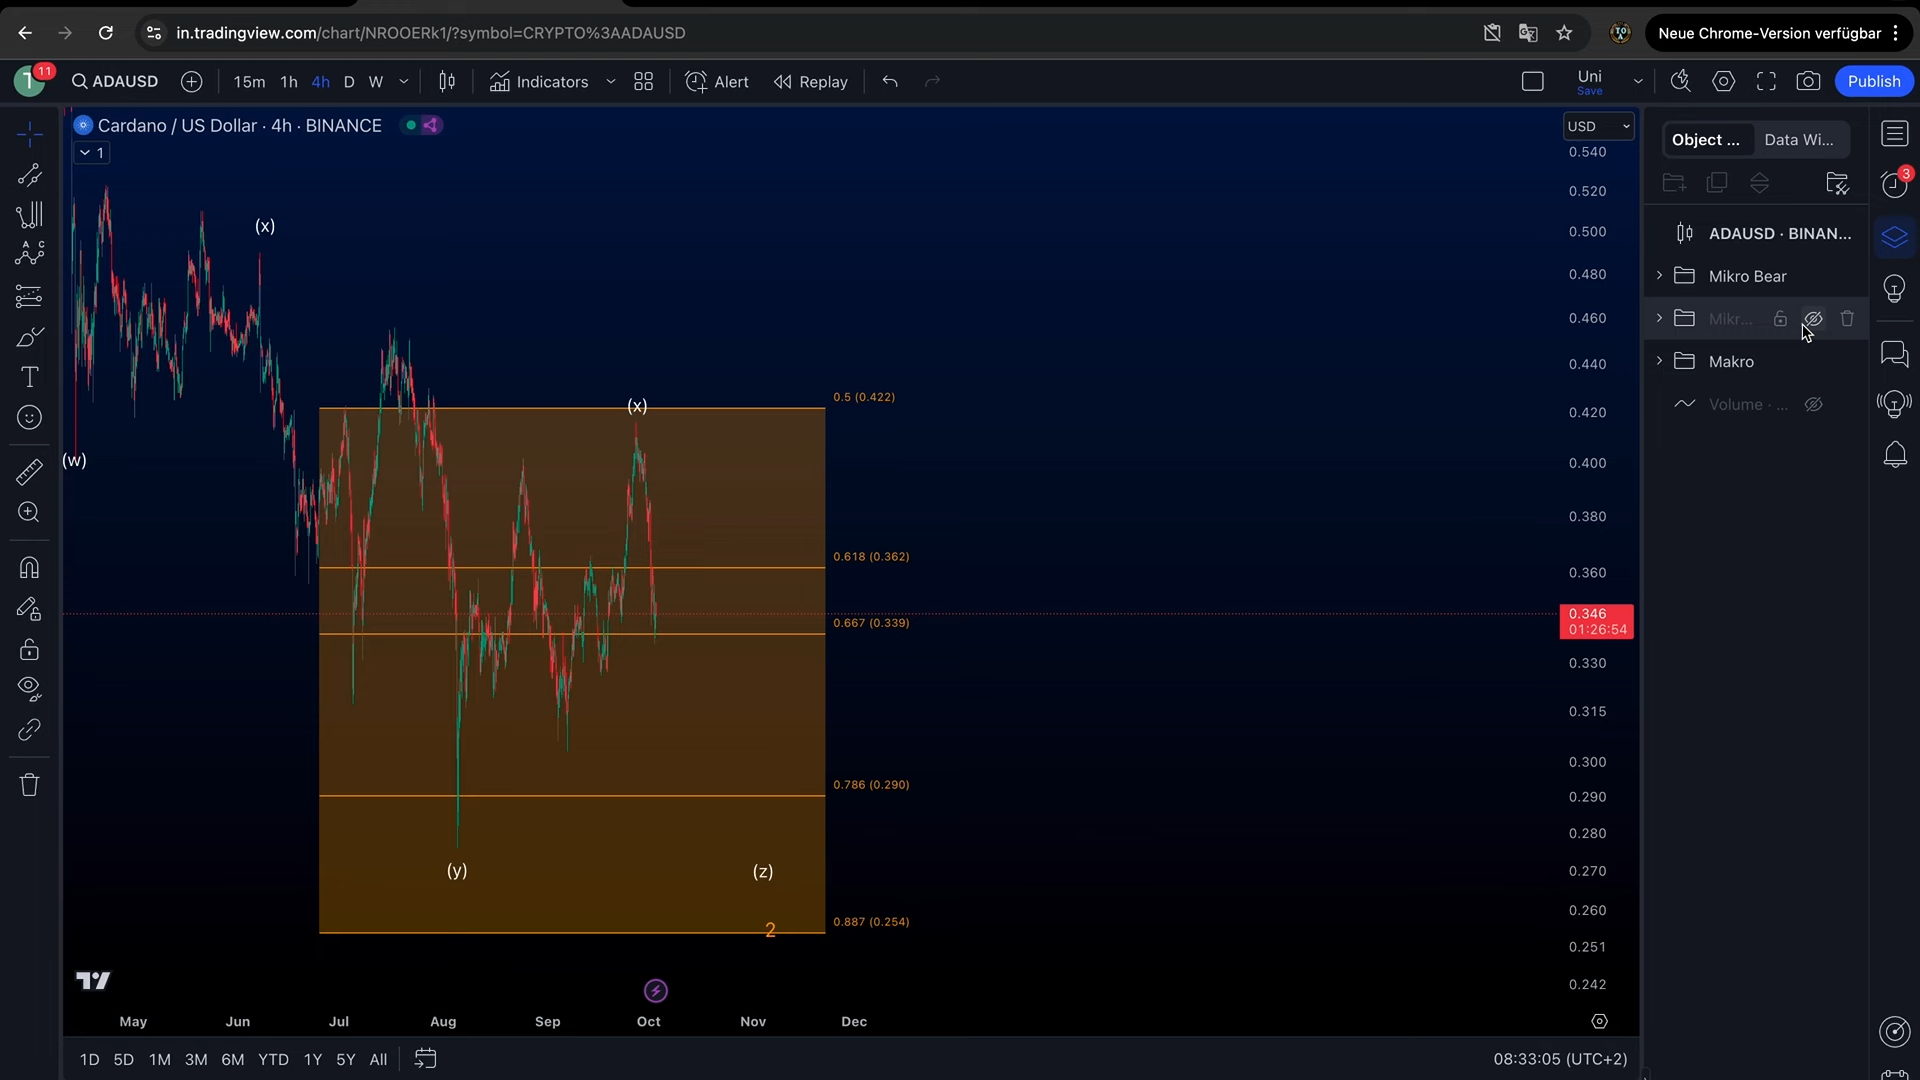 in.tradingview.com/chart/NROOERk1/?symbol=CRYPTO%3AADAUSD
Neue Chrome-Version verfügbar
T 11
ADAUSD
15m 1h 4h D W
Indicators
Alert
Replay
Uni
Save
Publish
Cardano / US Dollar · 4h · BINANCE
1
USD
Object ...
Data Wi...
3
ADAUSD · BINAN...
Mikro Bear
Mikr...
Makro
Volume · ...
0.540
0.520
0.500
0.480
0.460
0.440
0.420
0.400
0.380
0.360
0.346
01:26:54
0.330
0.315
0.300
0.290
0.280
0.270
0.260
0.251
0.242
(w)
(x)
(x)
(y)
(z)
2
0.5 (0.422)
0.618 (0.362)
0.667 (0.339)
0.786 (0.290)
0.887 (0.254)
May Jun Jul Aug Sep Oct Nov Dec
1D 5D 1M 3M 6M YTD 1Y 5Y All
08:33:05 (UTC+2)